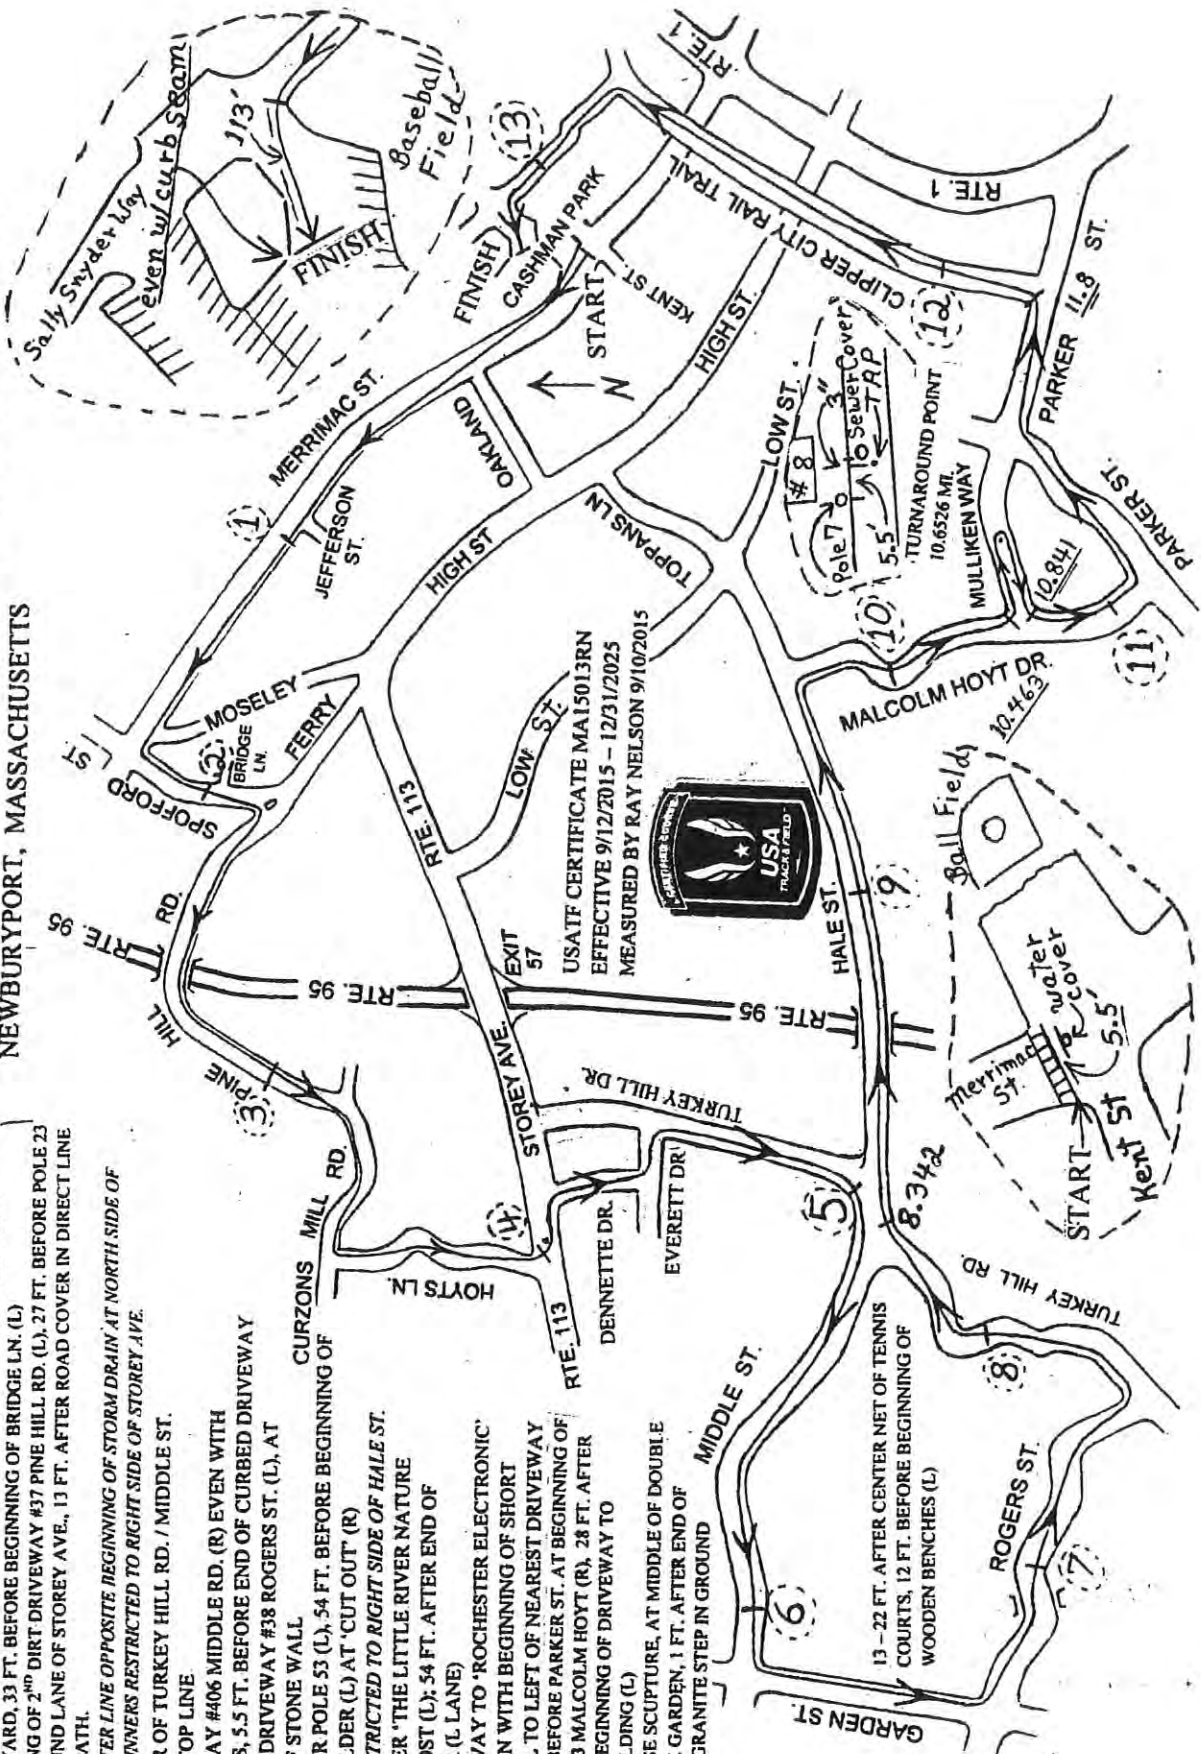 NEWBURYPORT, MASSACHUSETTS
ARD, 33 FT. BEFORE BEGINNING OF BRIDGE LN. (L)
NG OF 2ND DIRT DRIVEWAY #37 PINE HILL RD. (L), 27 FT. BEFORE POLE 23
UND LANE OF STOREY AVE., 13 FT. AFTER ROAD COVER IN DIRECT LINE
ATH.
TER LINE OPPOSITE BEGINNING OF STORM DRAIN AT NORTH SIDE OF
NNERS RESTRICTED TO RIGHT SIDE OF STOREY AVE.
R OF TURKEY HILL RD. / MIDDLE ST.
TOP LINE
AY #406 MIDDLE RD. (R) EVEN WITH
S, 5.5 FT. BEFORE END OF CURBED DRIVEWAY
DRIVEWAY #38 ROGERS ST. (L), AT
F STONE WALL
R POLE 53 (L), 54 FT. BEFORE BEGINNING OF
LDER (L) AT 'CUT OUT' (R)
TRICTED TO RIGHT SIDE OF HALE ST.
ER 'THE LITTLE RIVER NATURE
OST (L); 54 FT. AFTER END OF
(L LANE)
WAY TO 'ROCHESTER ELECTRONIC'
N WITH BEGINNING OF SHORT
L TO LEFT OF NEAREST DRIVEWAY
BEFORE PARKER ST. AT BEGINNING OF
3 MALCOLM HOYT (R), 28 FT. AFTER
EGINNING OF DRIVEWAY TO
LDING (L)
SE SCUPTURE, AT MIDDLE OF DOUBLE
GARDEN, 1 FT. AFTER END OF
GRANITE STEP IN GROUND
13 – 22 FT. AFTER CENTER NET OF TENNIS
COURTS, 12 FT. BEFORE BEGINNING OF
WOODEN BENCHES (L)
Sally Snyder Way
even w/ curb seam
113'
FINISH
Baseball
Field
RTE. 1
13
FINISH
CASHMAN PARK
START
KENT ST.
N
MERRIMAC ST.
OAKLAND
1
JEFFERSON
ST.
HIGH ST
HIGH ST.
CLIPPER CITY RAIL TRAIL
RTE. 1
PARKER ST.
11.8
12
TOPPANS LN
LOW ST.
#8
Pole 7
3"
Sewer Cover
5.5'
TAP
TURNAROUND POINT
10.6526 MI.
MULLIKEN WAY
10.841
PARKER ST.
10
11
MALCOLM HOYT DR.
10.463
MOSELEY
FERRY
BRIDGE
LN.
2
SPOFFORD
ST.
RTE. 113
LOW ST.
USATF CERTIFICATE MA15013RN
EFFECTIVE 9/12/2015 – 12/31/2025
MEASURED BY RAY NELSON 9/10/2015
CERTIFIED COURSE
USA
TRACK & FIELD
RTE. 95
PINE HILL RD.
3
RTE. 95
EXIT
57
STOREY AVE.
RTE. 95
HALE ST.
9
CURZONS MILL RD.
HOYTS LN.
4
RTE. 113
DENNETTE DR.
EVERETT DR
TURKEY HILL DR.
5
8.342
TURKEY HILL RD.
MIDDLE ST.
6
GARDEN ST.
ROGERS ST.
7
8
Ball Fields
Merrimac
St.
water
cover
5.5'
START
Kent St